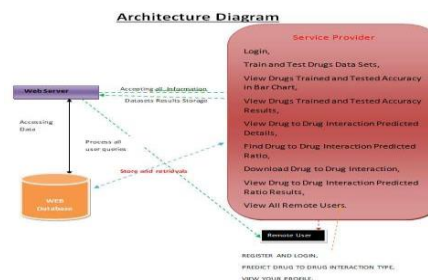 Architecture Diagram
Service Provider
Login,
Train and Test Drugs Data Sets,
View Drugs Trained and Tested Accuracy
in Bar Chart,
View Drugs Trained and Tested Accuracy
Results,
View Drug to Drug Interaction Predicted
Details,
Find Drug to Drug Interaction Predicted
Ratio,
Download Drug to Drug Interaction,
View Drug to Drug Interaction Predicted
Ratio Results,
View All Remote Users.
Web Server
Accepting all Information
Datasets Results Storage
Accessing
Data
Process all
user queries
Store and retrievals
WEB
Database
Remote User
REGISTER AND LOGIN,
PREDICT DRUG TO DRUG INTERACTION TYPE,
VIEW YOUR PROFILE.